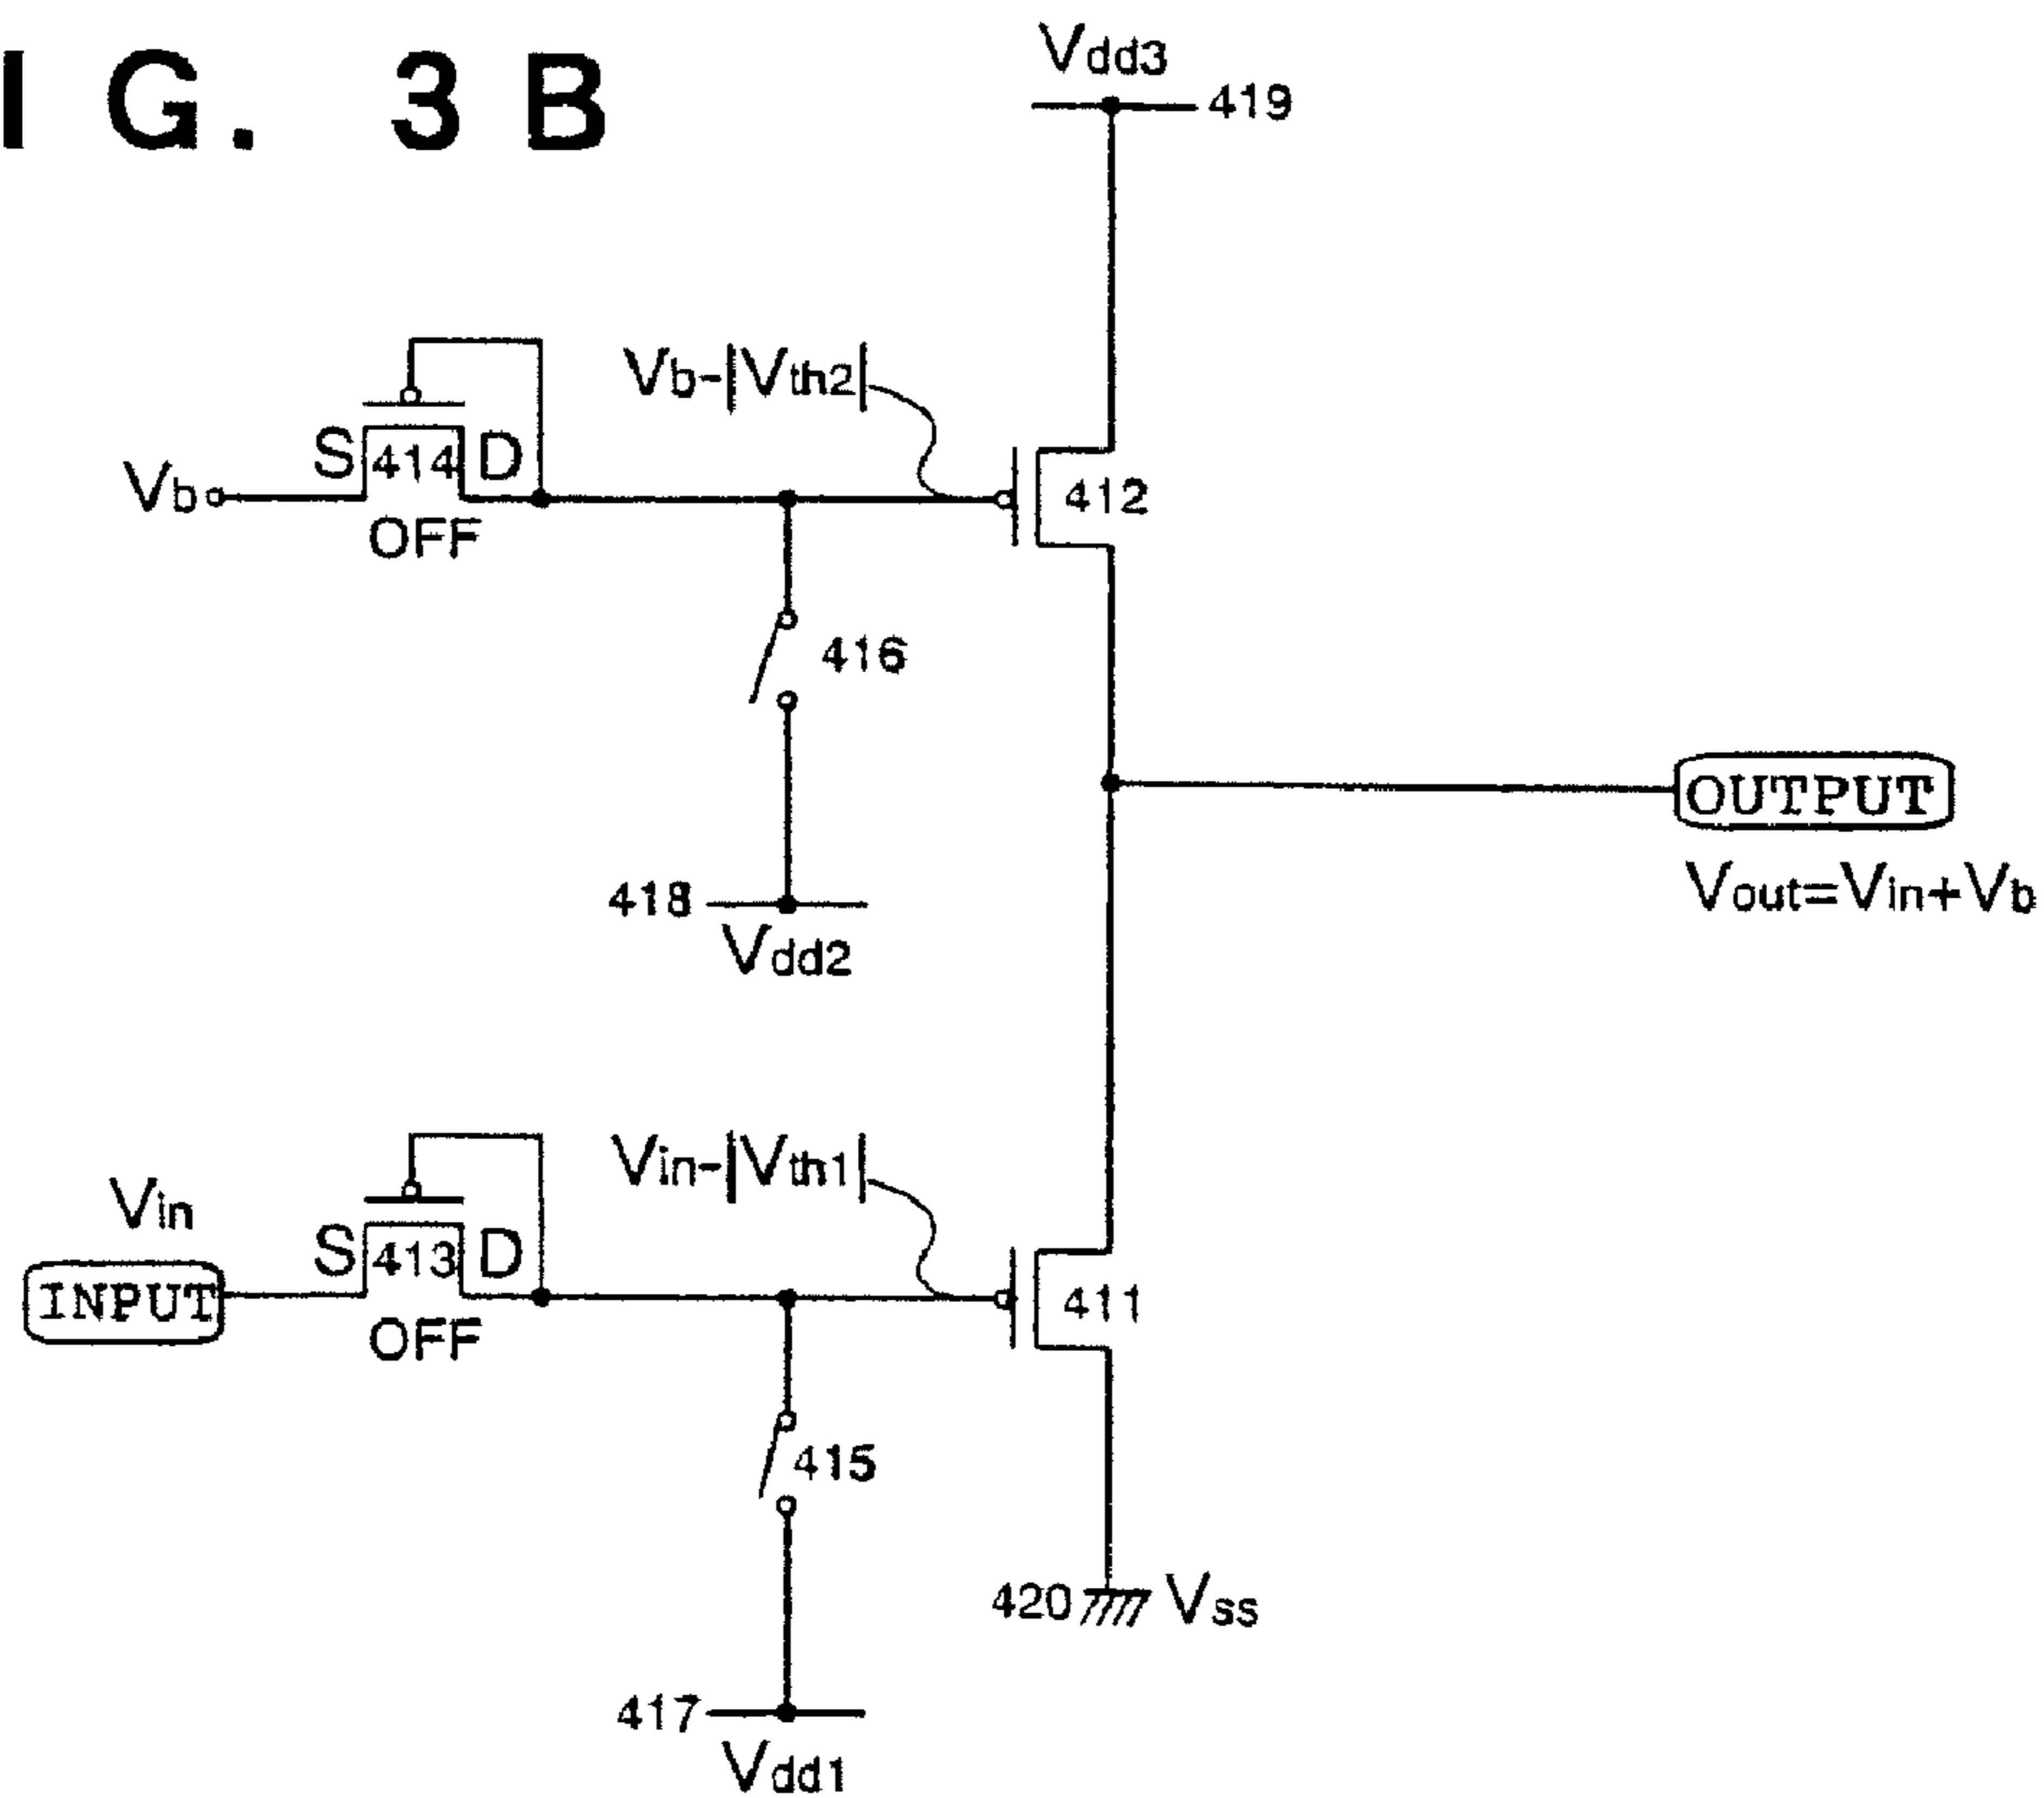 I G. 3 B
Vdd3
419
Vb-|Vth2|
S 414 D
Vb
OFF
412
416
OUTPUT
Vout=Vin+Vb
418
Vdd2
Vin-|Vth1|
Vin
S 413 D
INPUT
OFF
411
415
420
Vss
417
Vdd1